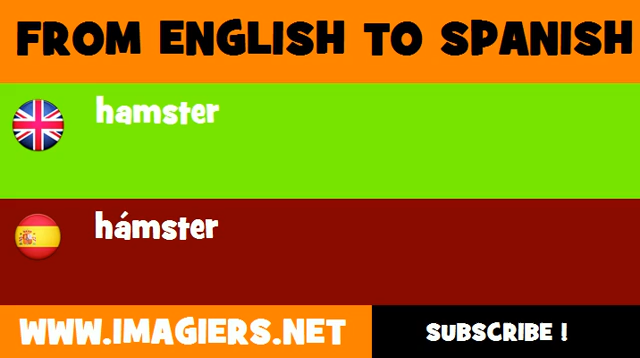 FROM ENGLISH TO SPANISH
hamster
hámster
WWW.IMAGIERS.NET
SUBSCRIBE !